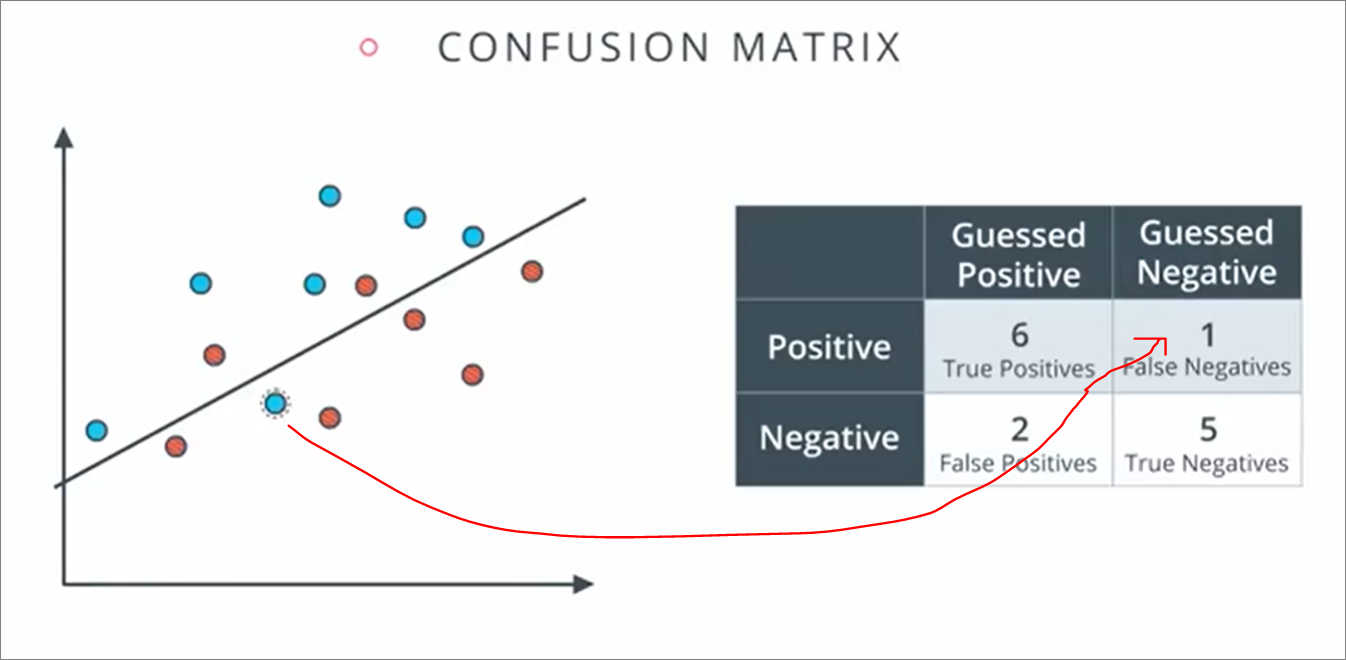 CONFUSION MATRIX
Guessed Positive
Guessed Negative
Positive
6
True Positives
1
False Negatives
Negative
2
False Positives
5
True Negatives